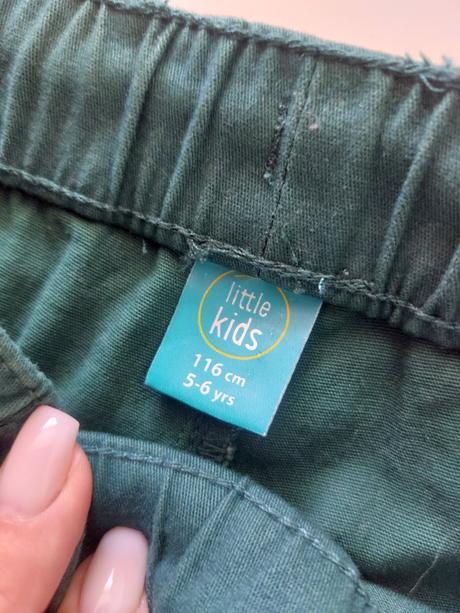 little
kids
116 cm
5-6 yrs